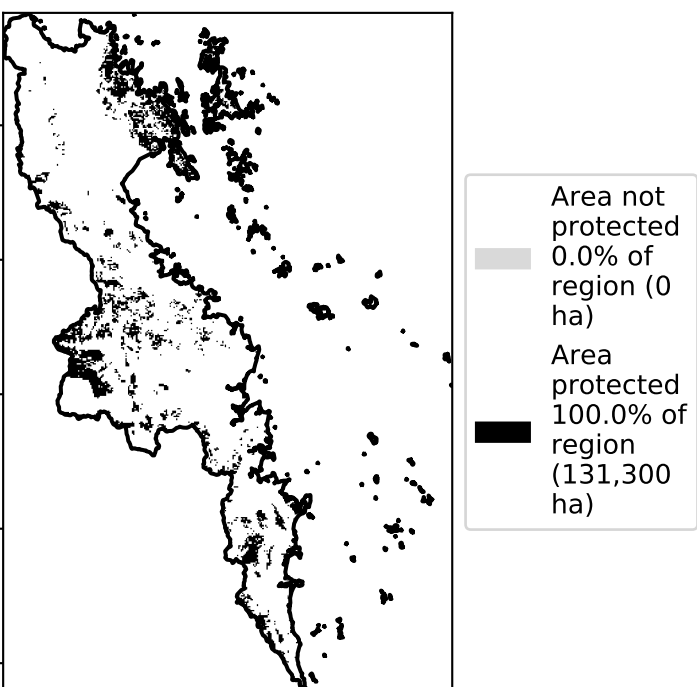 Area not
protected
0.0% of
region (0
ha)
Area
protected
100.0% of
region
(131,300
ha)